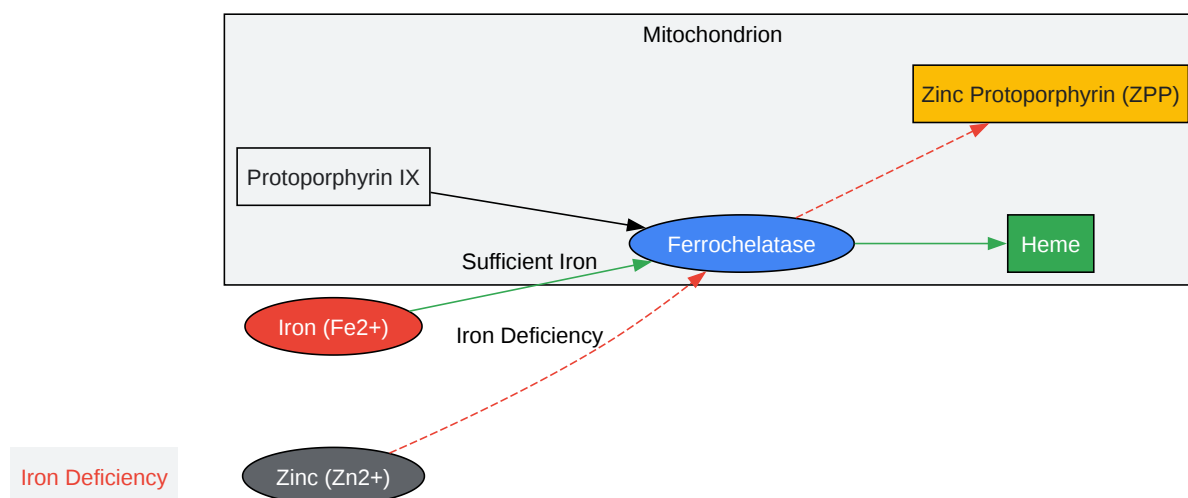 Mitochondrion
Zinc Protoporphyrin (ZPP)
Protoporphyrin IX
Ferrochelatase
Heme
Sufficient Iron
Iron (Fe2+)
Iron Deficiency
Iron Deficiency
Zinc (Zn2+)